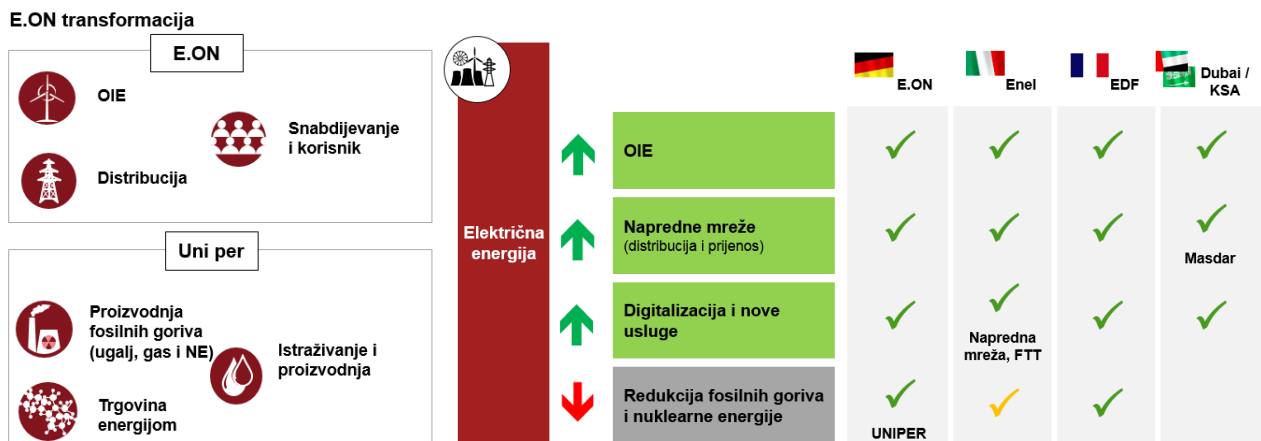 E.ON transformacija
E.ON
OIE
Snabdijevanje
i korisnik
Distribucija
Uni per
Proizvodnja
fosilnih goriva
(ugalj, gas i NE)
Istraživanje i
proizvodnja
Trgovina
energijom
Električna
energija
E.ON
Enel
EDF
Dubai /
KSA
OIE
Napredne mreže
(distribucija i prijenos)
Masdar
Digitalizacija i nove
usluge
Napredna
mreža, FTT
Redukcija fosilnih goriva
i nuklearne energije
UNIPER